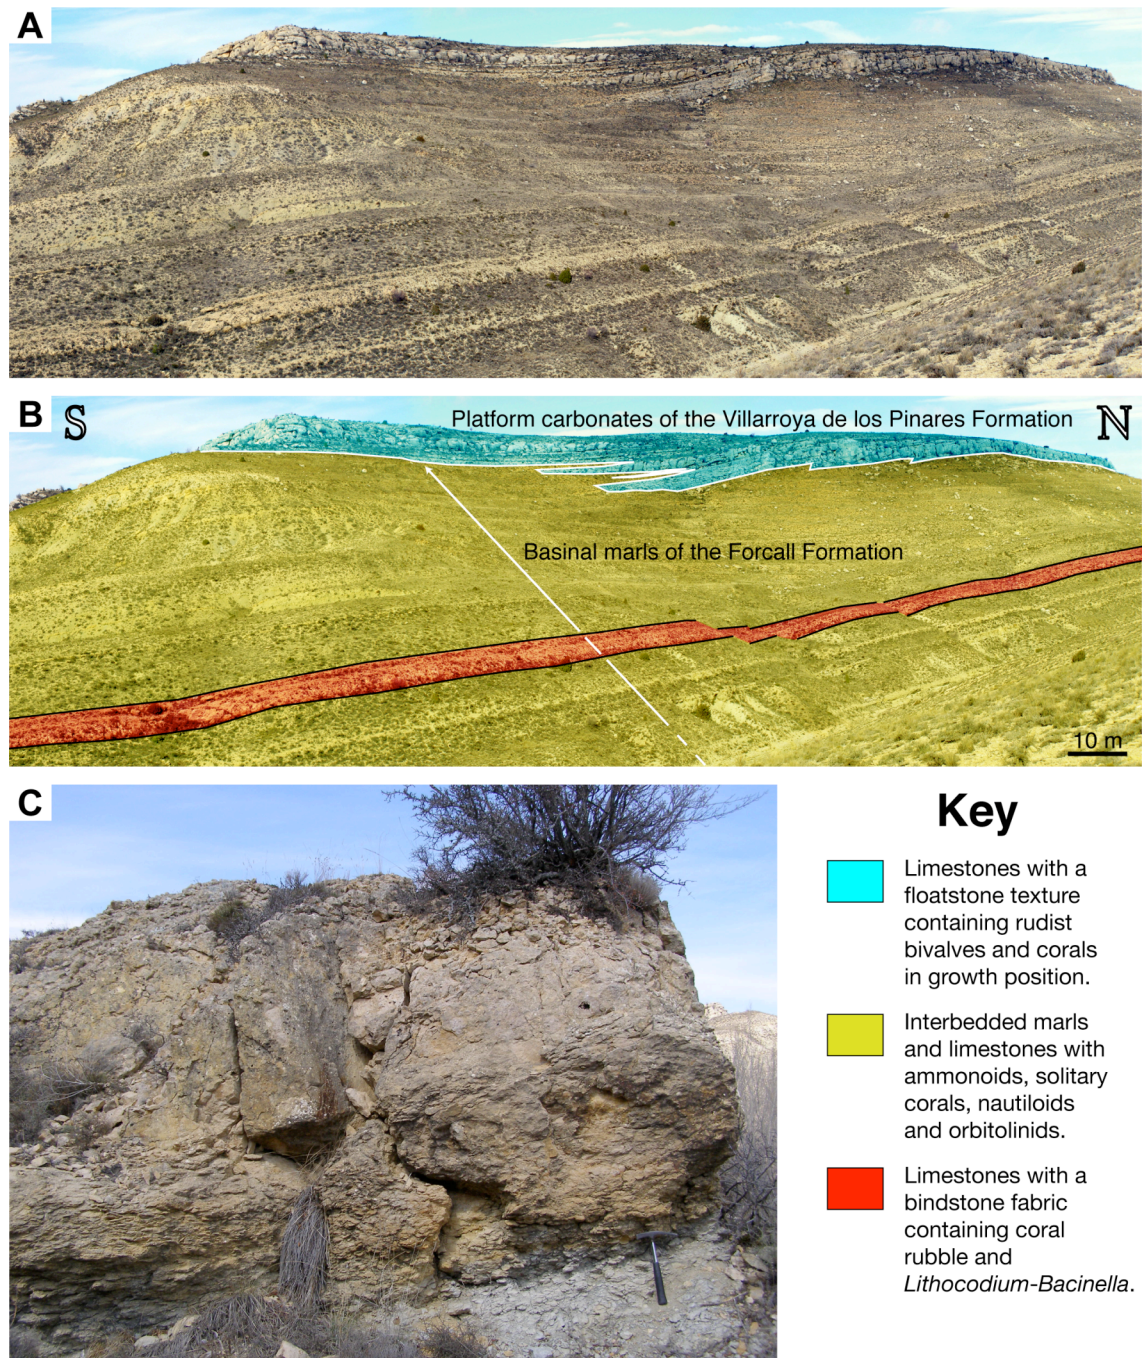 A
B
S
N
Platform carbonates of the Villarroya de los Pinares Formation
Basinal marls of the Forcall Formation
10 m
C
Key
Limestones with a
floatstone texture
containing rudist
bivalves and corals
in growth position.
Interbedded marls
and limestones with
ammonoids, solitary
corals, nautiloids
and orbitolinids.
Limestones with a
bindstone fabric
containing coral
rubble and
Lithocodium-Bacinella.